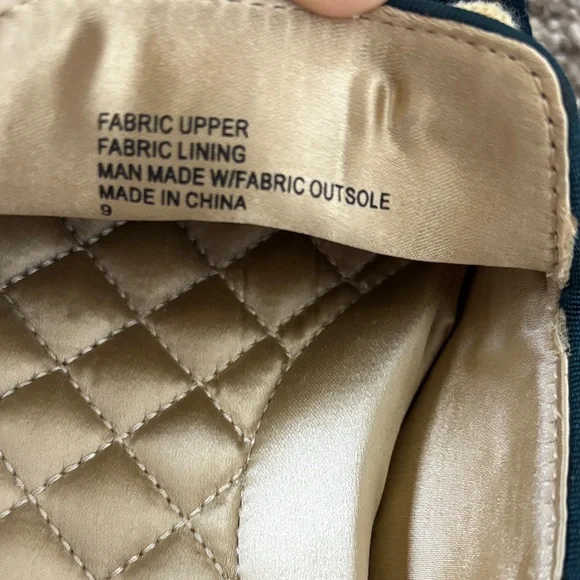 FABRIC UPPER
FABRIC LINING
MAN MADE W/FABRIC OUTSOLE
MADE IN CHINA
9